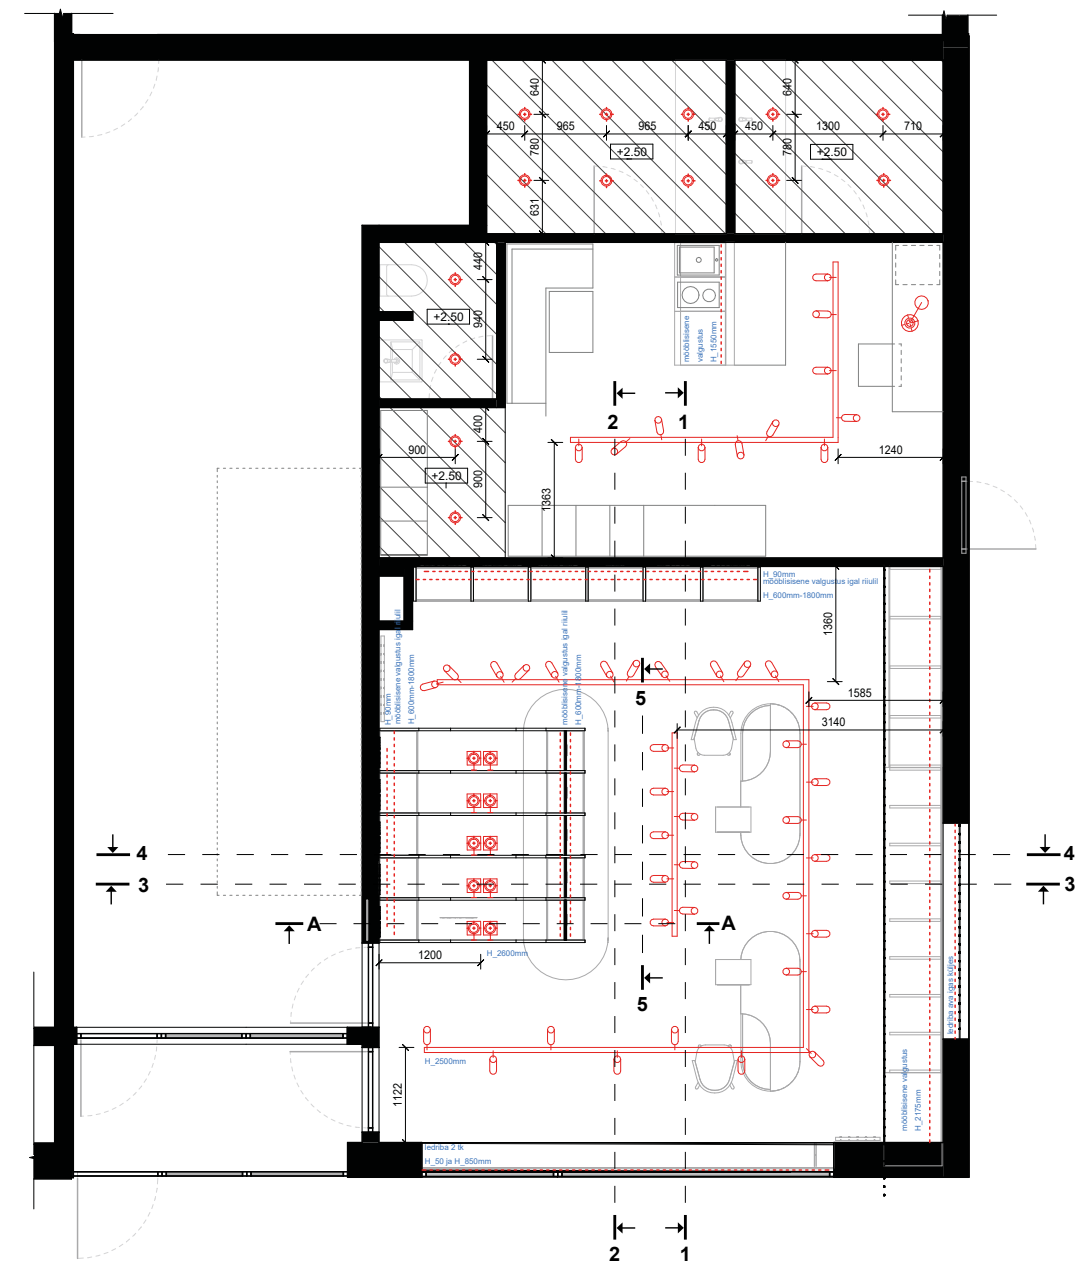 640
640
450
965
965
450
450
1300
710
780
+2.50
780
+2.50
631
440
+2.50
940
mööblisisene
valgustus
H_1550mm
2
1
400
900
+2.50
900
1240
1363
H_90mm
mööblisisene valgustus igal riiulil
H_600mm-1800mm
1360
H_90mm
mööblisisene valgustus igal riiulil
H_600mm-1800mm
mööblisisene valgustus igal riiulil
H_600mm-1800mm
5
1585
3140
4
4
3
3
A
A
1200
H_2600mm
5
ledriba ava igas küljes
H_2500mm
1122
mööblisisene valgustus
H_2175mm
ledriba 2 tk
H_50 ja H_850mm
2
1